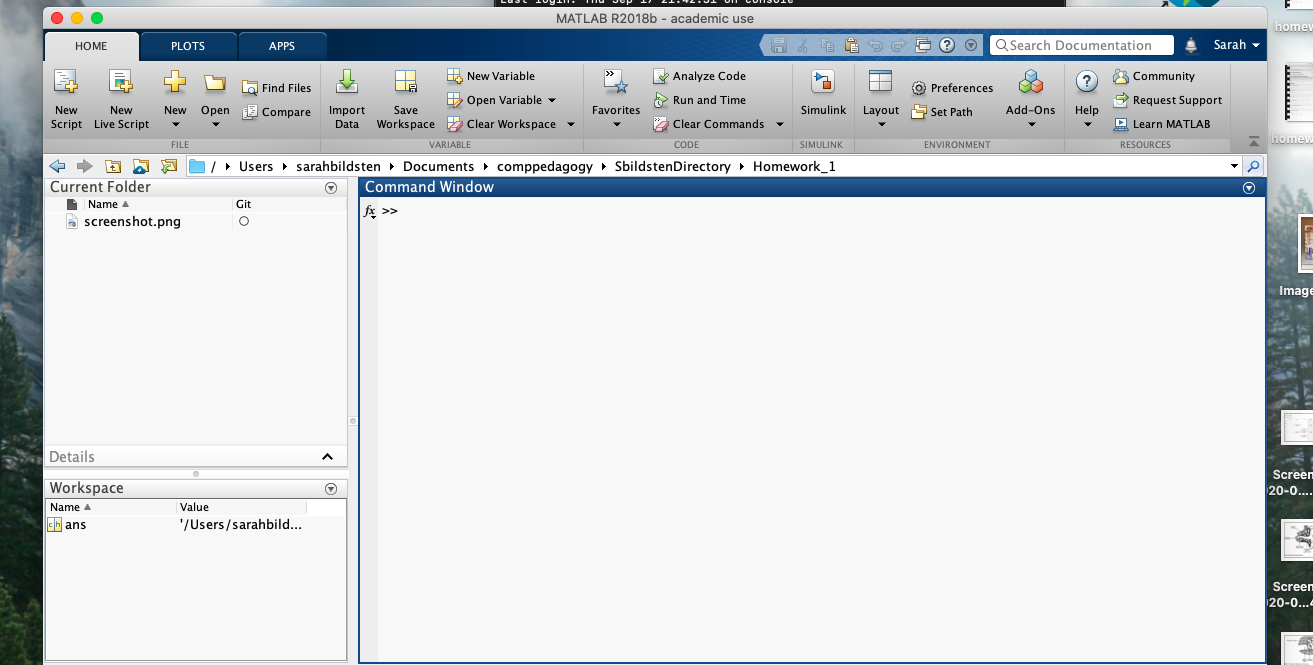 Last login: Thu Sep 17 21:42:31 on console
MATLAB R2018b - academic use
HOME PLOTS APPS
Search Documentation
Sarah
New Script
New Live Script
New
Open
Find Files
Compare
FILE
Import Data
Save Workspace
New Variable
Open Variable
Clear Workspace
VARIABLE
Favorites
Analyze Code
Run and Time
Clear Commands
CODE
Simulink
SIMULINK
Layout
Preferences
Set Path
ENVIRONMENT
Add-Ons
Help
Community
Request Support
Learn MATLAB
RESOURCES
/ Users sarahbildsten Documents comppedagogy SbildstenDirectory Homework_1
Current Folder
Name Git
screenshot.png
Details
Workspace
Name Value
ans '/Users/sarahbild...
Command Window
fx >>
homew
homew
Image
Screen
20-0...
Screen
20-0...4